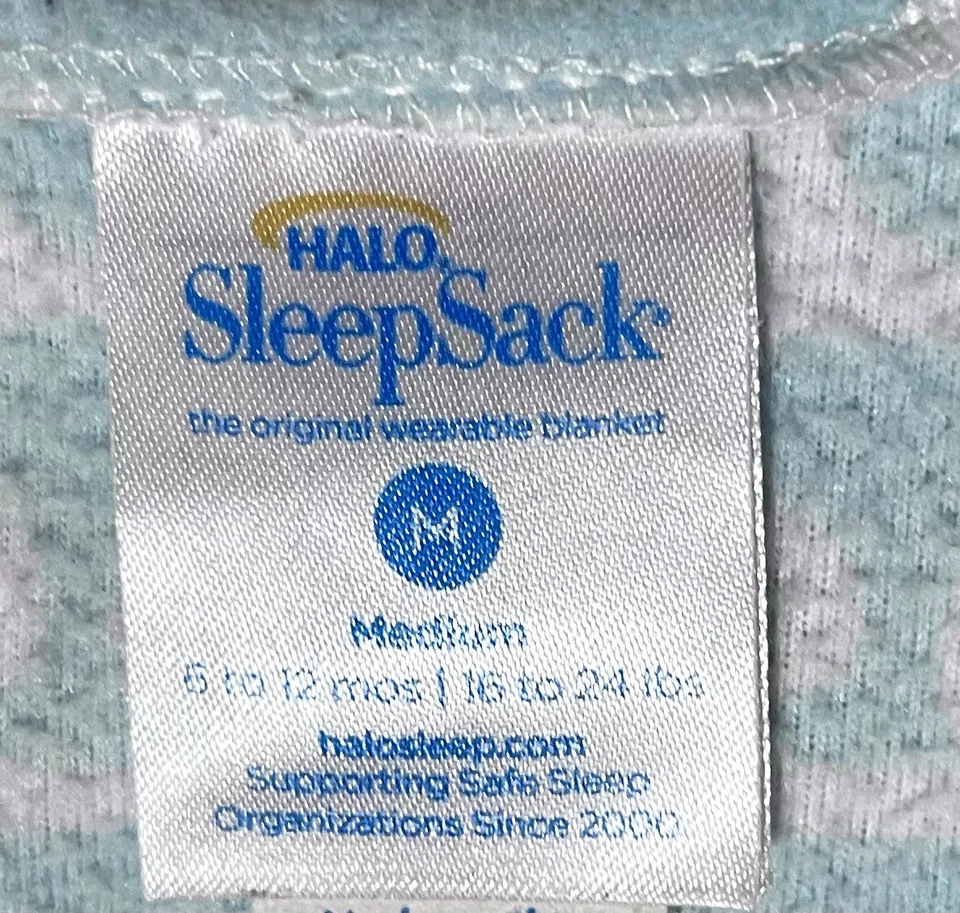 HALO®
SleepSack®
the original wearable blanket
M
Medium
6 to 12 mos | 16 to 24 lbs
halosleep.com
Supporting Safe Sleep
Organizations Since 2000